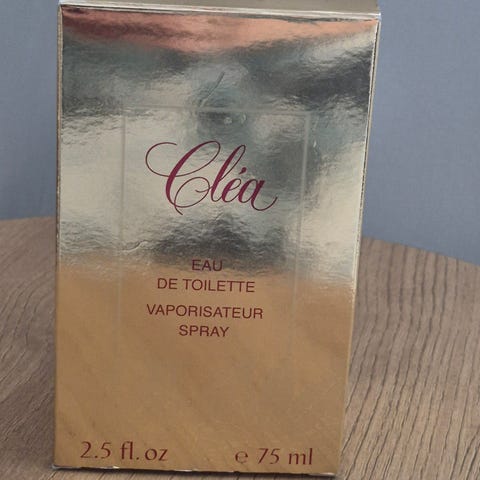 Cléa
EAU
DE TOILETTE
VAPORISATEUR
SPRAY
2.5 fl. oz e 75 ml